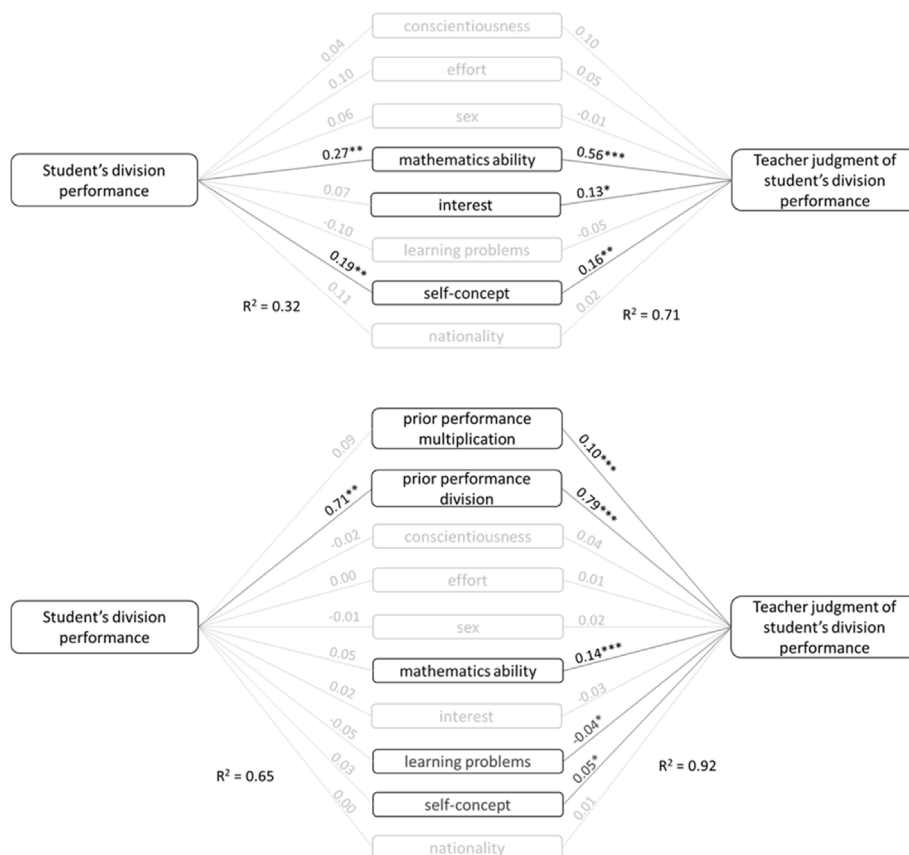 conscientiousness
0.04
0.10
effort
0.10
0.05
sex
0.06
-0.01
mathematics ability
0.27**
0.56***
Student's division
performance
Teacher judgment of
student's division
performance
interest
0.07
0.13*
learning problems
-0.10
-0.05
self-concept
0.19**
0.16**
nationality
0.11
0.02
R² = 0.32
R² = 0.71
prior performance
multiplication
0.09
0.10***
prior performance
division
0.71**
0.79***
conscientiousness
-0.02
0.04
effort
0.00
0.01
Student's division
performance
Teacher judgment of
student's division
performance
sex
-0.01
0.02
mathematics ability
0.05
0.14***
interest
0.02
-0.03
learning problems
-0.05
-0.04*
self-concept
0.03
0.05*
nationality
0.00
0.01
R² = 0.65
R² = 0.92